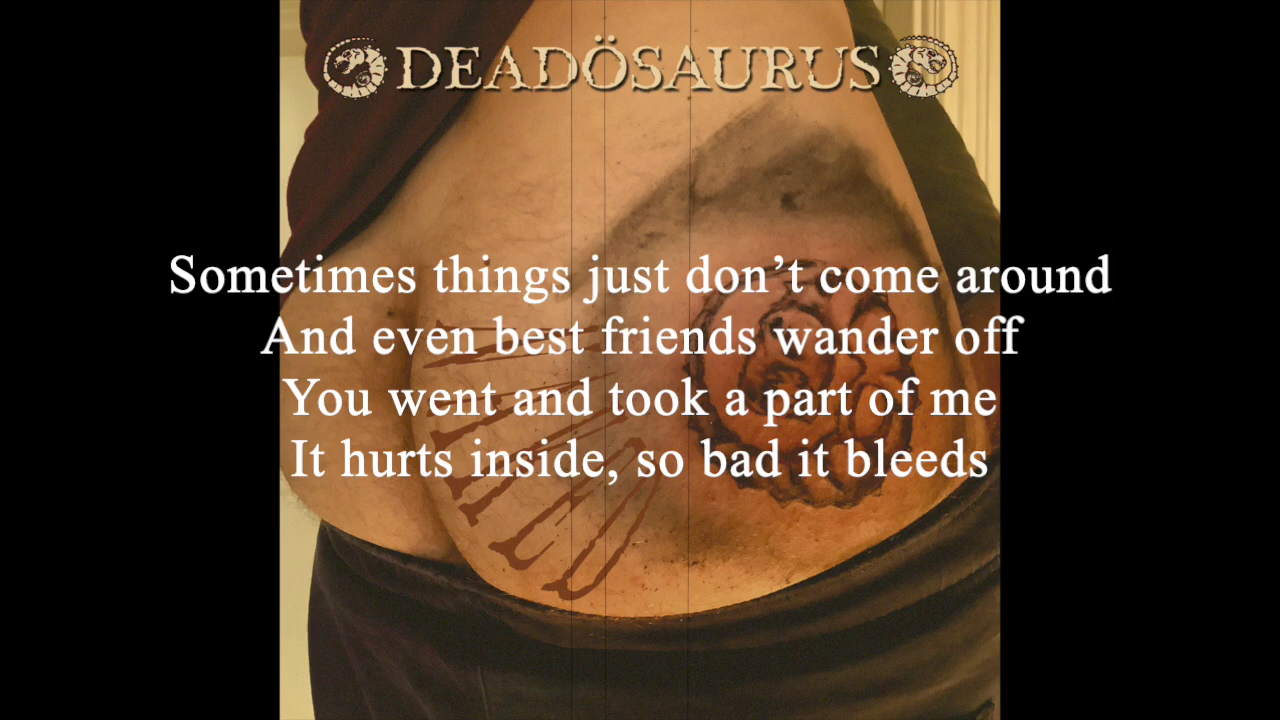 DEADÖSAURUS
Sometimes things just don’t come around
And even best friends wander off
You went and took a part of me
It hurts inside, so bad it bleeds